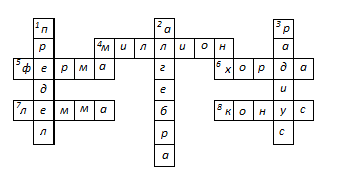 1п 2а 3р
р 4м и л л и о н а
5ф е р м а г 6х о р д а
д е и
7л е м м а б 8к о н у с
л р с
а